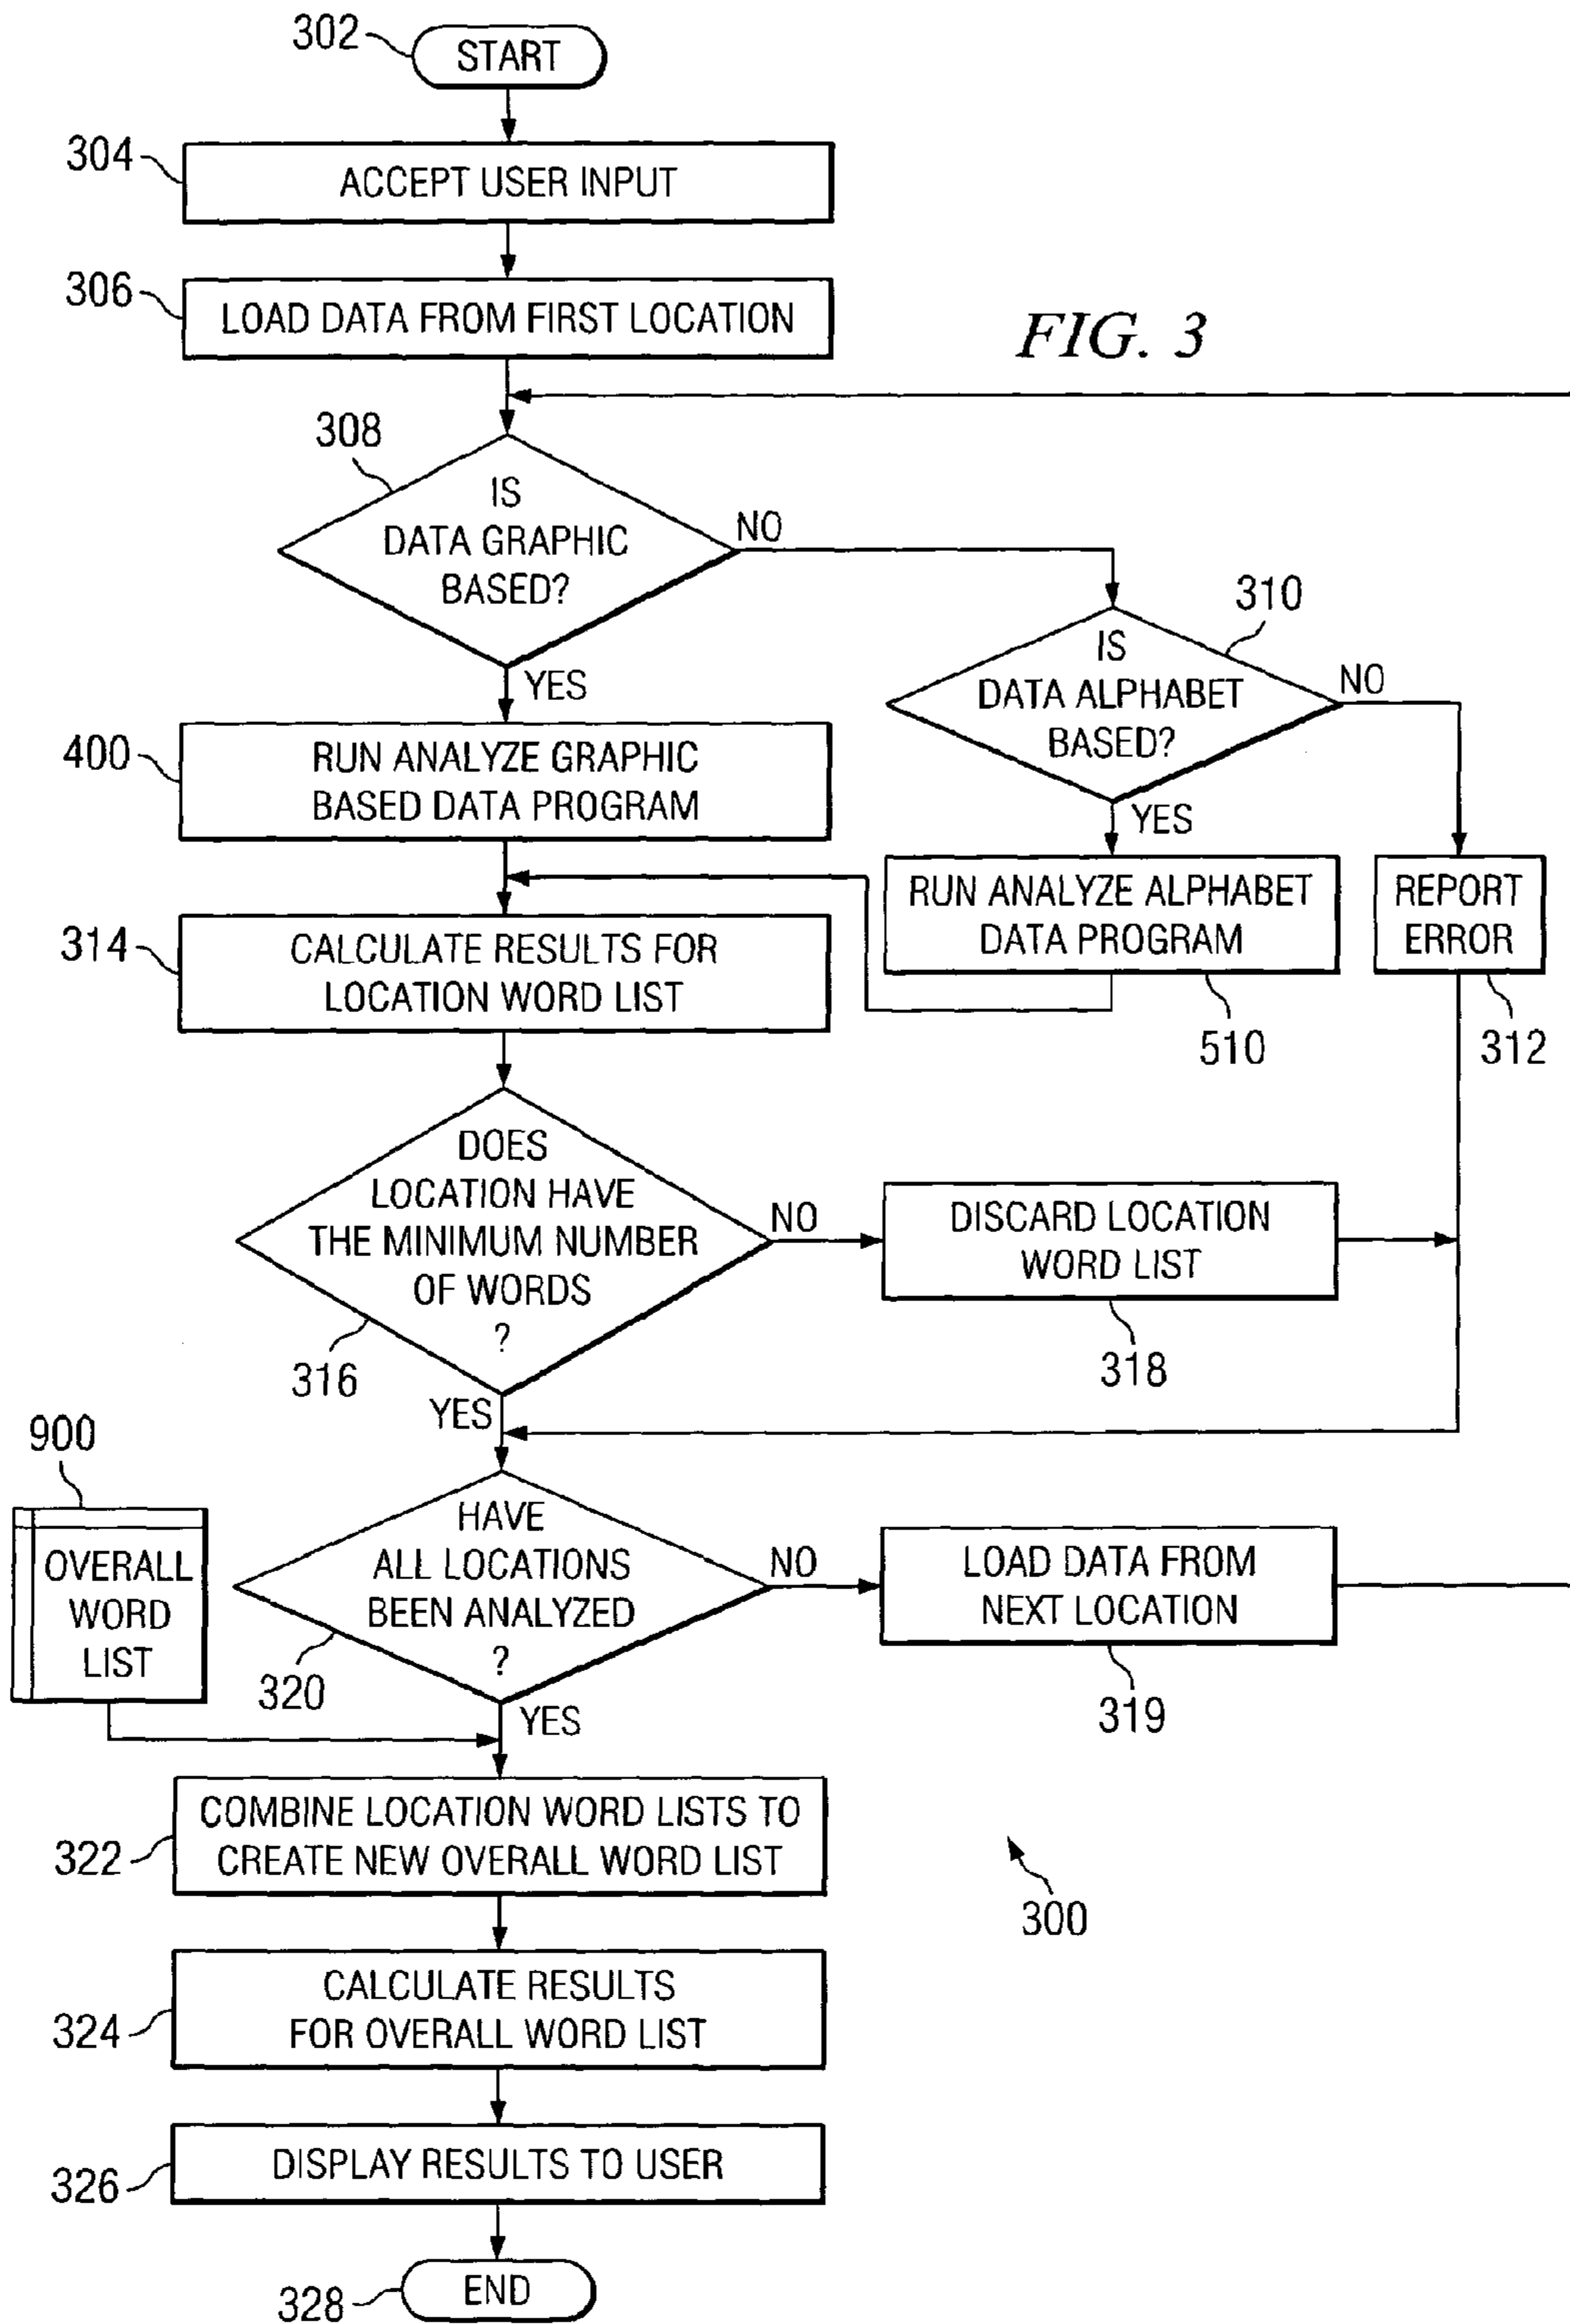 302
START
304
ACCEPT USER INPUT
306
LOAD DATA FROM FIRST LOCATION
FIG. 3
308
IS
DATA GRAPHIC
BASED?
NO
YES
310
IS
DATA ALPHABET
BASED?
NO
YES
400
RUN ANALYZE GRAPHIC
BASED DATA PROGRAM
RUN ANALYZE ALPHABET
DATA PROGRAM
510
REPORT
ERROR
312
314
CALCULATE RESULTS FOR
LOCATION WORD LIST
DOES
LOCATION HAVE
THE MINIMUM NUMBER
OF WORDS
?
316
NO
YES
DISCARD LOCATION
WORD LIST
318
900
OVERALL
WORD
LIST
HAVE
ALL LOCATIONS
BEEN ANALYZED
?
320
NO
YES
LOAD DATA FROM
NEXT LOCATION
319
322
COMBINE LOCATION WORD LISTS TO
CREATE NEW OVERALL WORD LIST
300
324
CALCULATE RESULTS
FOR OVERALL WORD LIST
326
DISPLAY RESULTS TO USER
328
END